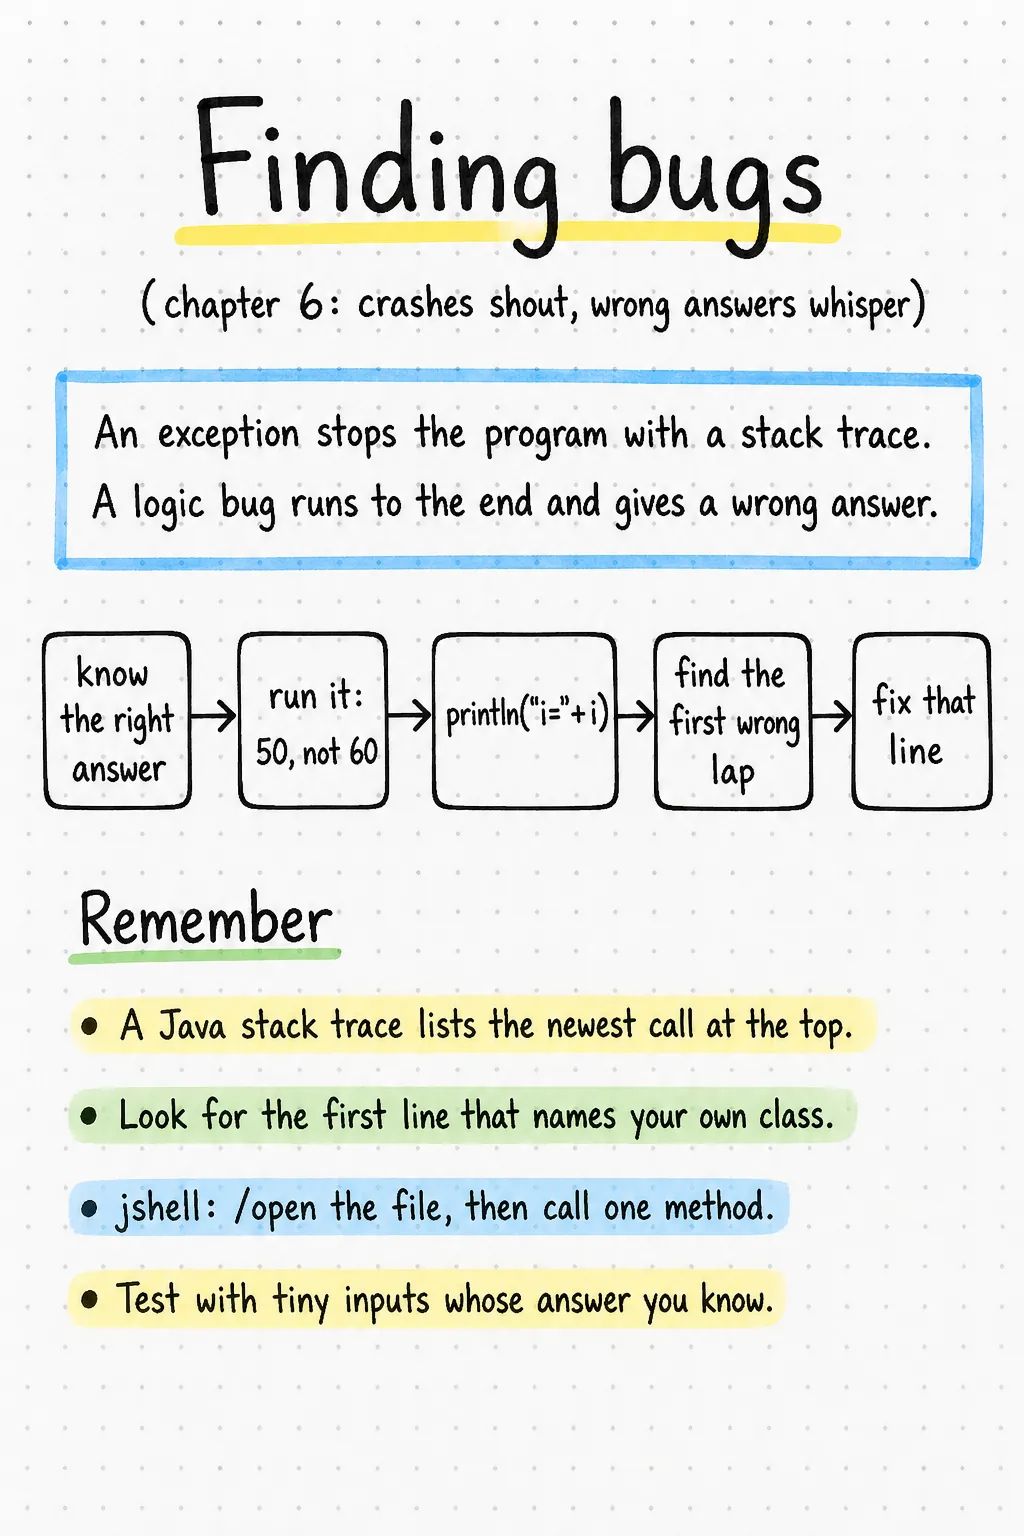 Finding bugs
(chapter 6: crashes shout, wrong answers whisper)
An exception stops the program with a stack trace.
A logic bug runs to the end and gives a wrong answer.
know
the right
answer
run it:
50, not 60
println("i="+i)
find the
first wrong
lap
fix that
line
Remember
• A Java stack trace lists the newest call at the top.
• Look for the first line that names your own class.
• jshell: /open the file, then call one method.
• Test with tiny inputs whose answer you know.